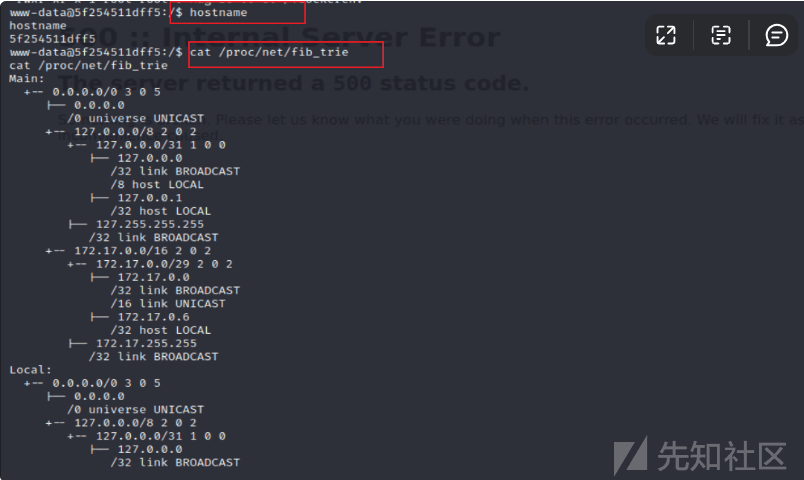 www-data@5f254511dff5:/$ hostname
hostname
5f254511dff5
www-data@5f254511dff5:/$ cat /proc/net/fib_trie
cat /proc/net/fib_trie
Main:
+-- 0.0.0.0/0 3 0 5
├── 0.0.0.0
/0 universe UNICAST
+-- 127.0.0.0/8 2 0 2
+-- 127.0.0.0/31 1 0 0
├── 127.0.0.0
/32 link BROADCAST
/8 host LOCAL
├── 127.0.0.1
/32 host LOCAL
├── 127.255.255.255
/32 link BROADCAST
+-- 172.17.0.0/16 2 0 2
+-- 172.17.0.0/29 2 0 2
├── 172.17.0.0
/32 link BROADCAST
/16 link UNICAST
├── 172.17.0.6
/32 host LOCAL
├── 172.17.255.255
/32 link BROADCAST
Local:
+-- 0.0.0.0/0 3 0 5
├── 0.0.0.0
/0 universe UNICAST
+-- 127.0.0.0/8 2 0 2
+-- 127.0.0.0/31 1 0 0
├── 127.0.0.0
/32 link BROADCAST
:: Internal Server Error
The server returned a 500 status code.
Please let us know what you were doing when this error occurred. We will fix it as
先知社区